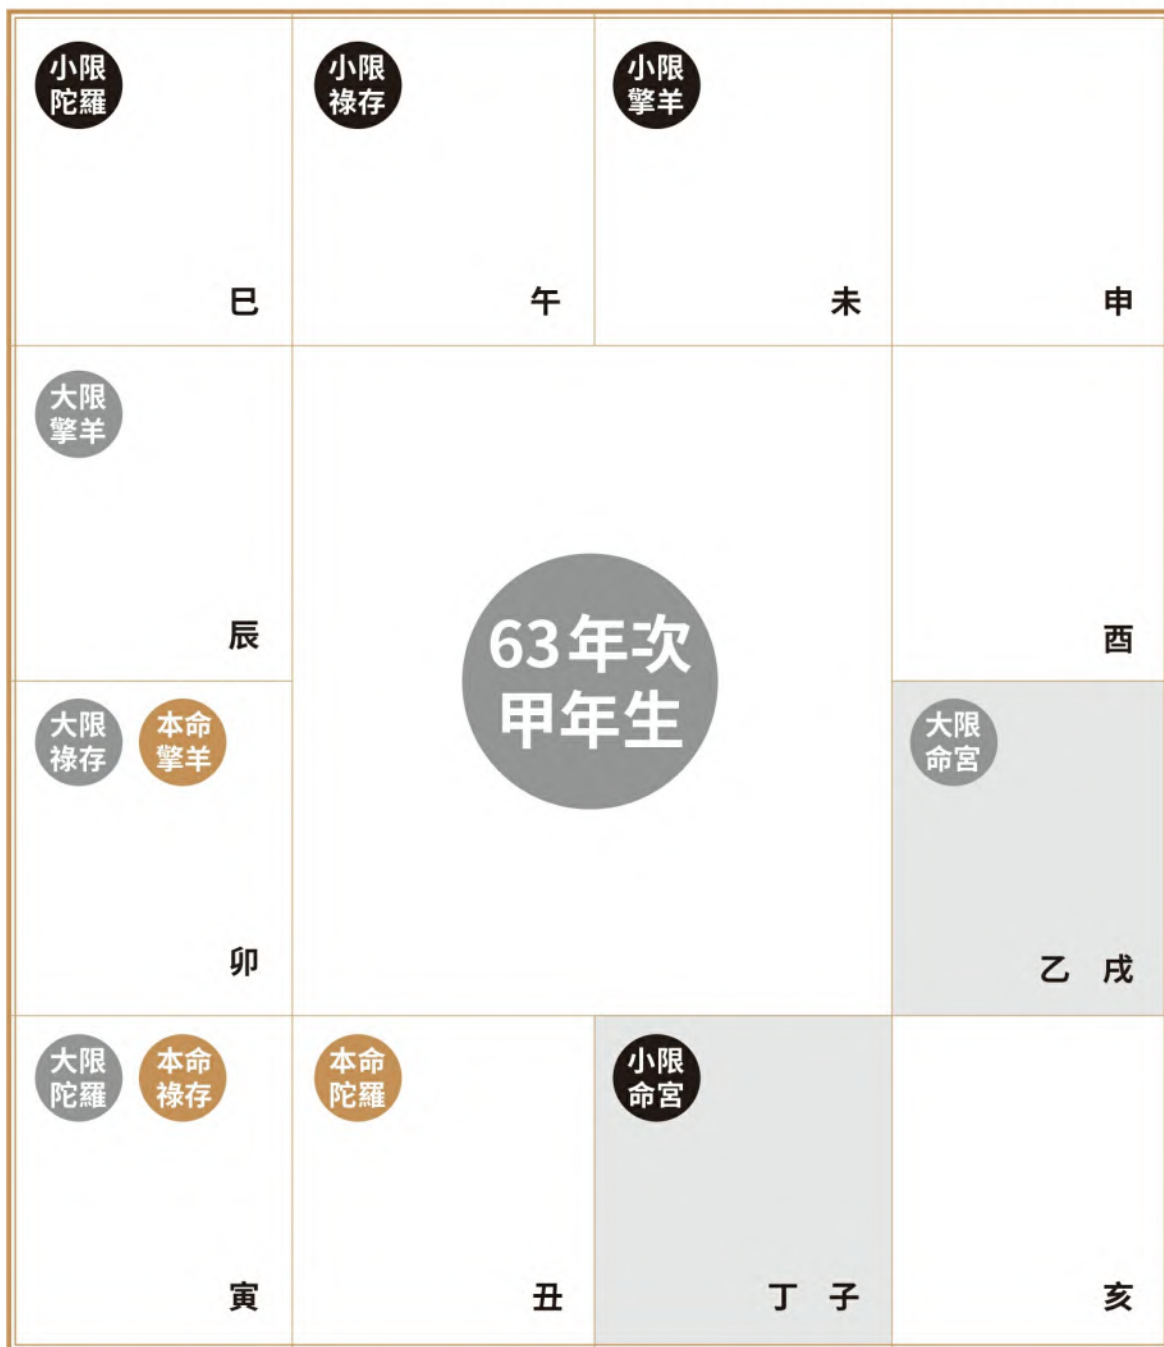 小限
陀羅
巳
小限
祿存
午
小限
擎羊
未
申
大限
擎羊
辰
63年次
甲年生
酉
大限
祿存
本命
擎羊
卯
大限
命宮
乙 戌
大限
陀羅
本命
祿存
寅
本命
陀羅
丑
小限
命宮
丁 子
亥